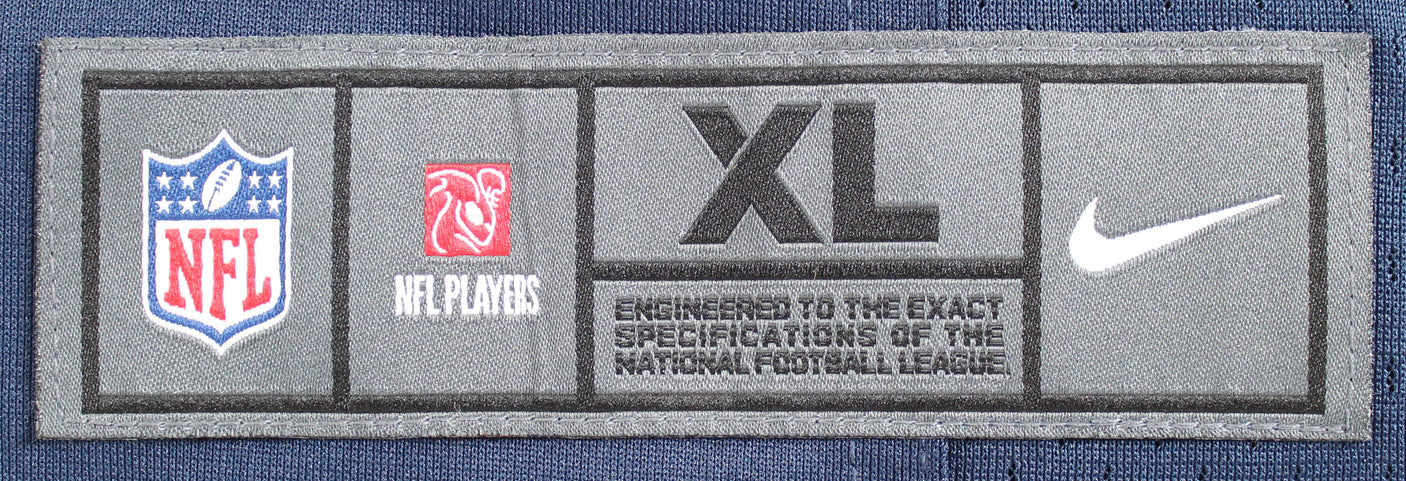 NFL
NFL PLAYERS
XL
ENGINEERED TO THE EXACT
SPECIFICATIONS OF THE
NATIONAL FOOTBALL LEAGUE.